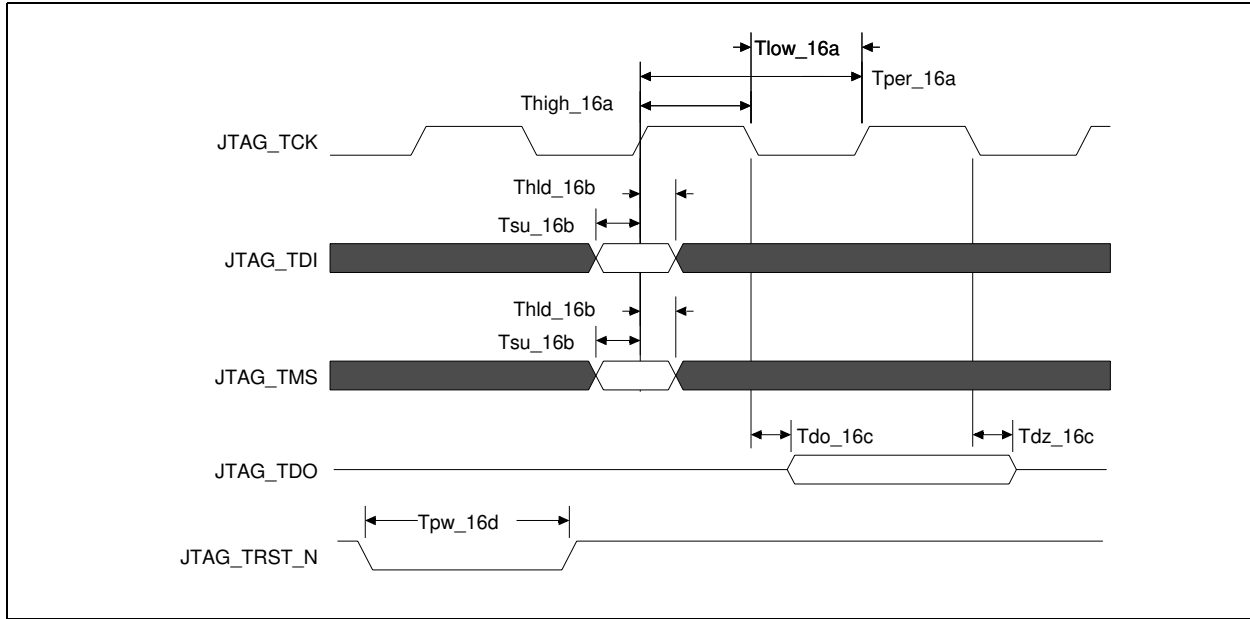 Tlow_16a
Tper_16a
Thigh_16a
JTAG_TCK
Thld_16b
Tsu_16b
JTAG_TDI
Thld_16b
Tsu_16b
JTAG_TMS
Tdo_16c
Tdz_16c
JTAG_TDO
Tpw_16d
JTAG_TRST_N